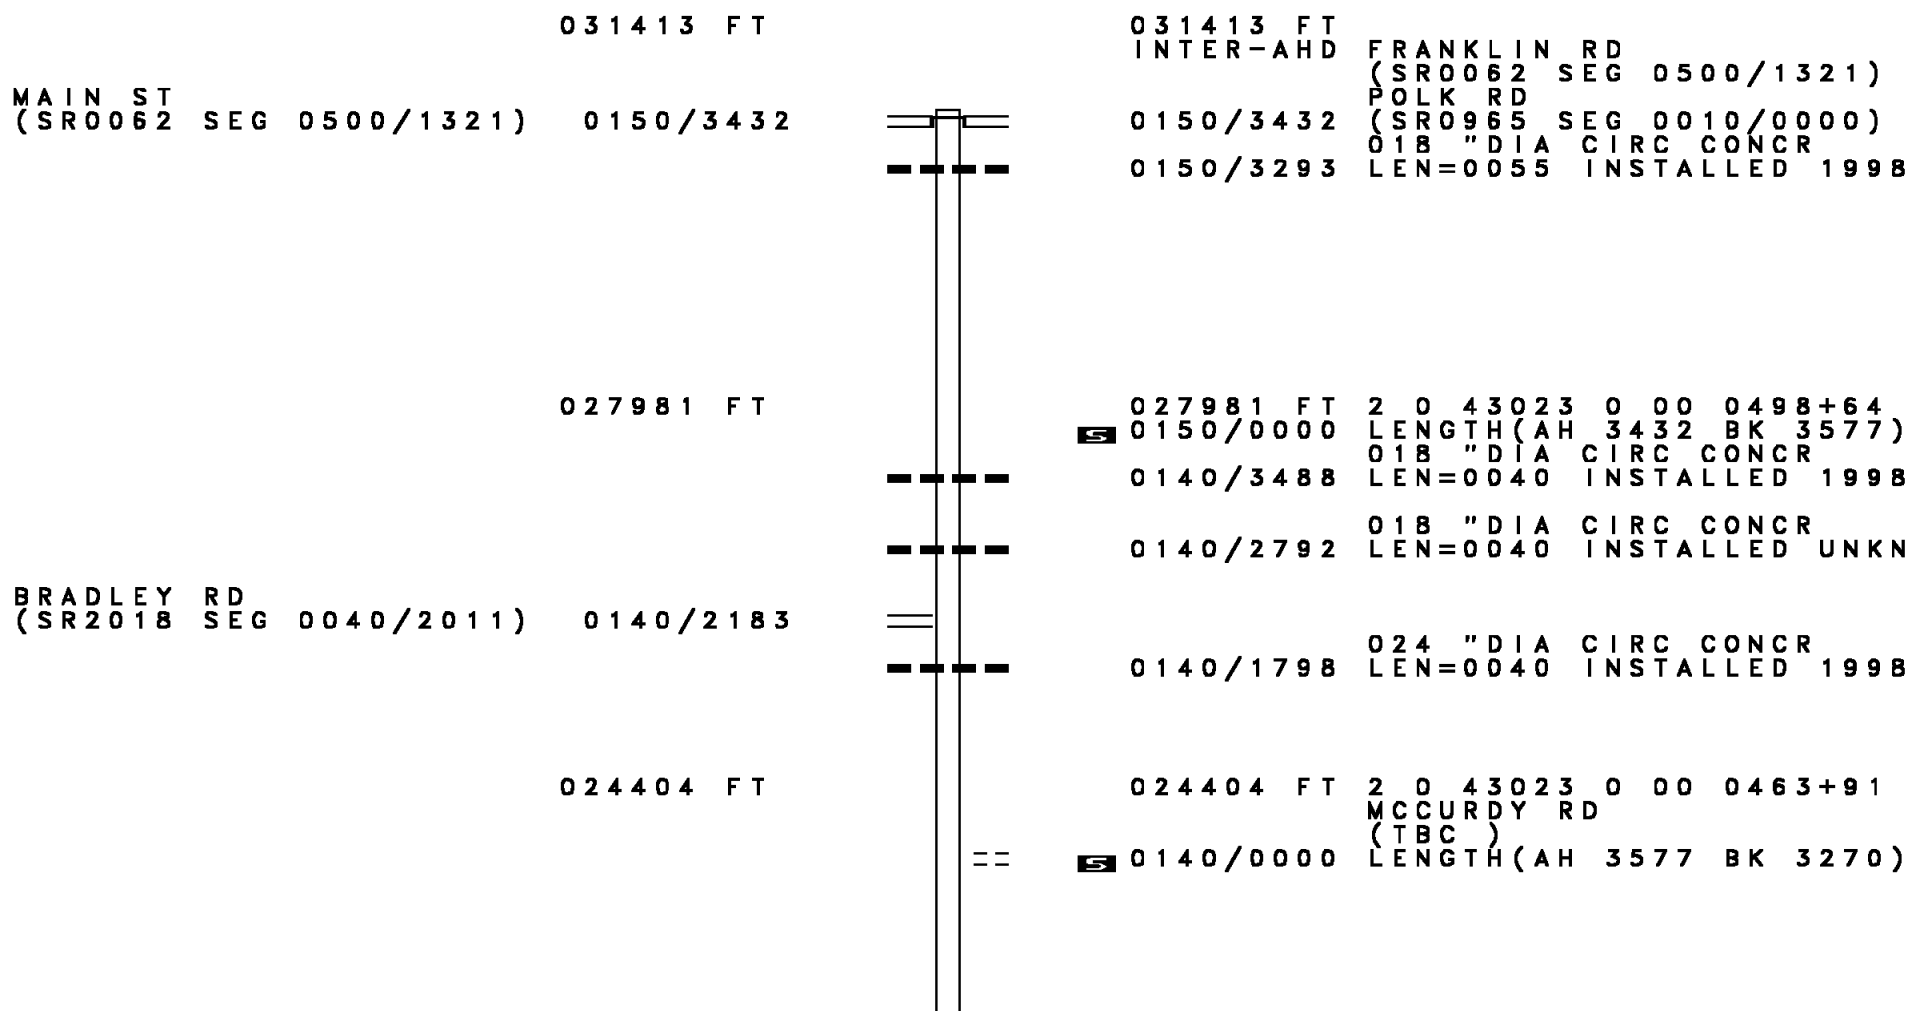 031413 FT 031413 FT
INTER-AHD FRANKLIN RD
(SR0062 SEG 0500/1321)
MAIN ST POLK RD
(SR0062 SEG 0500/1321) 0150/3432 0150/3432 (SR0965 SEG 0010/0000)
018 "DIA CIRC CONCR
0150/3293 LEN=0055 INSTALLED 1998
027981 FT 027981 FT 2 0 43023 0 00 0498+64
S 0150/0000 LENGTH(AH 3432 BK 3577)
018 "DIA CIRC CONCR
0140/3488 LEN=0040 INSTALLED 1998
018 "DIA CIRC CONCR
0140/2792 LEN=0040 INSTALLED UNKN
BRADLEY RD
(SR2018 SEG 0040/2011) 0140/2183
024 "DIA CIRC CONCR
0140/1798 LEN=0040 INSTALLED 1998
024404 FT 024404 FT 2 0 43023 0 00 0463+91
MCCURDY RD
(TBC )
S 0140/0000 LENGTH(AH 3577 BK 3270)